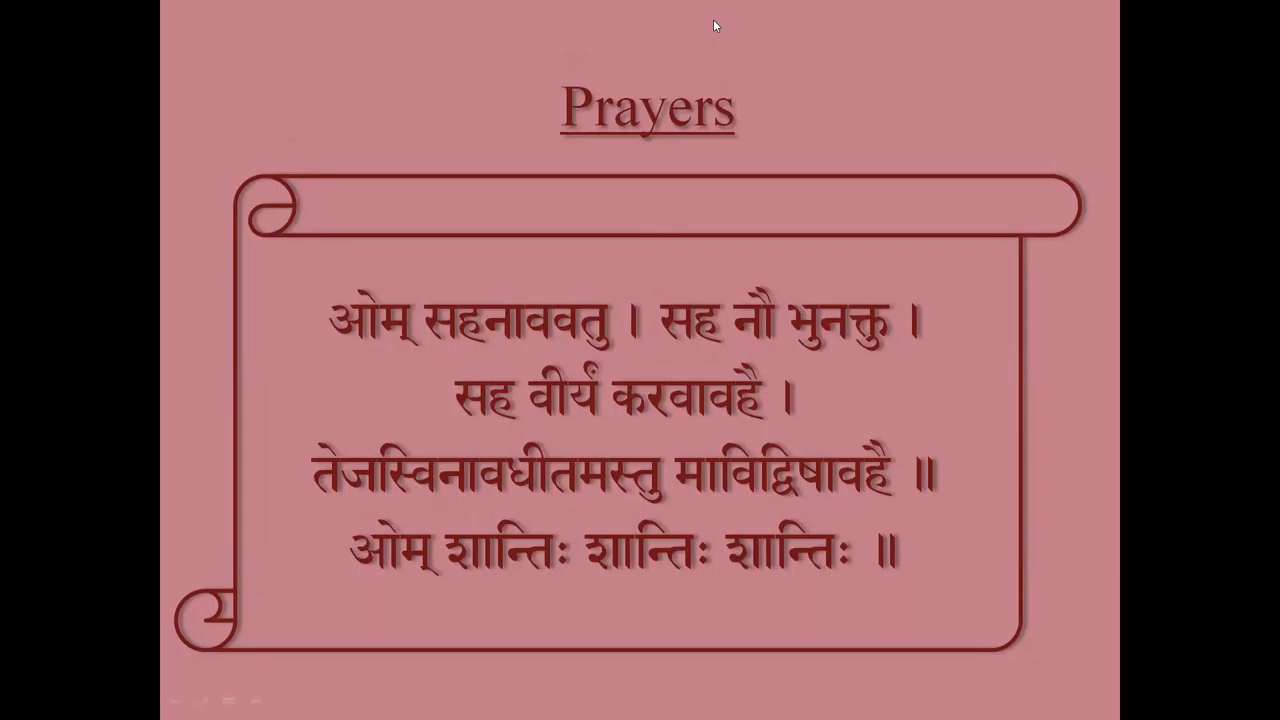 Prayers
ओम् सहनाववतु । सह नौ भुनक्तु ।
सह वीर्यं करवावहै ।
तेजस्विनावधीतमस्तु माविद्विषावहै ॥
ओम् शान्तिः शान्तिः शान्तिः ॥